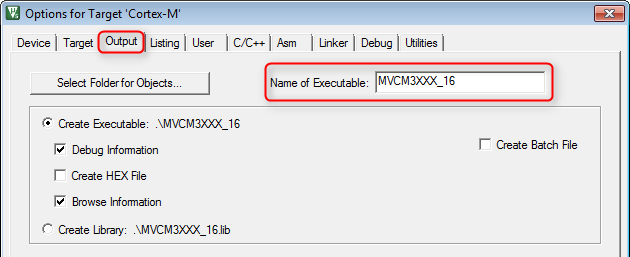 Options for Target 'Cortex-M'
Device Target Output Listing User C/C++ Asm Linker Debug Utilities
Select Folder for Objects... Name of Executable: MVCM3XXX_16
Create Executable: .\MVCM3XXX_16
Debug Information Create Batch File
Create HEX File
Browse Information
Create Library: .\MVCM3XXX_16.lib